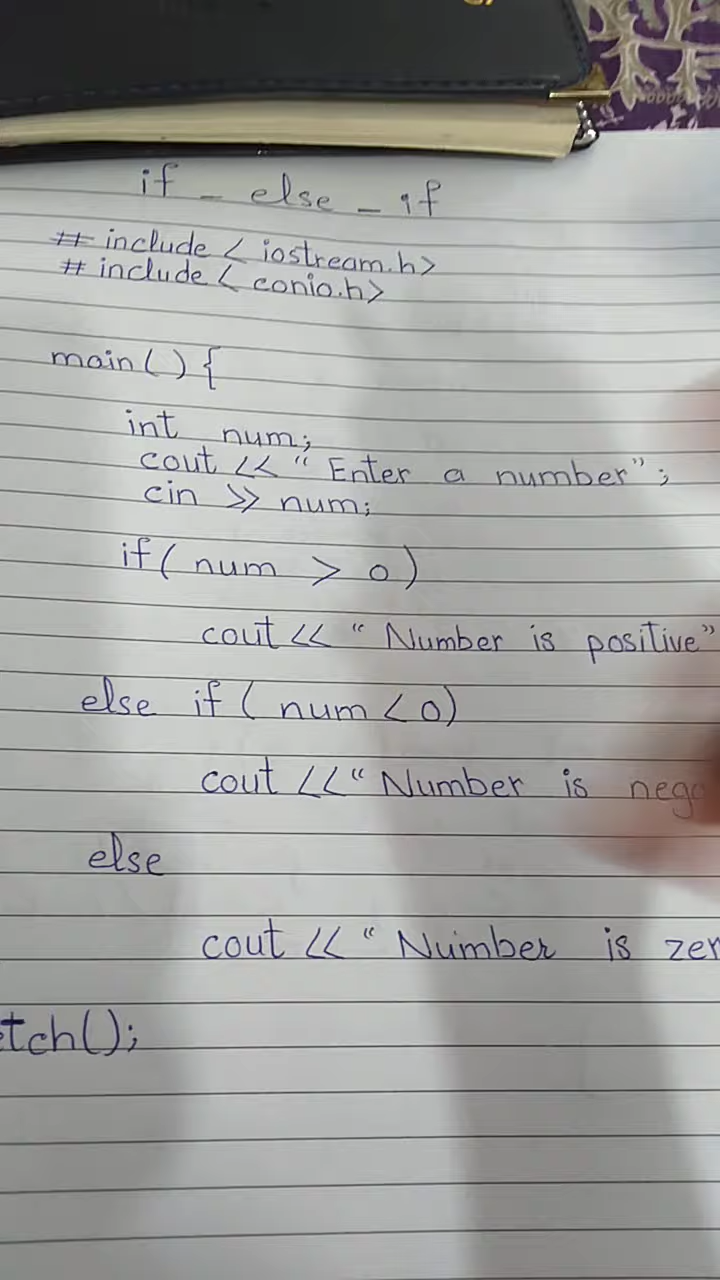 if - else - if
# include < iostream.h>
# include < conio.h>
main() {
int num;
cout << "Enter a number";
cin >> num;
if( num > 0)
cout << "Number is positive"
else if ( num < 0)
cout << "Number is
else
cout << "Number is